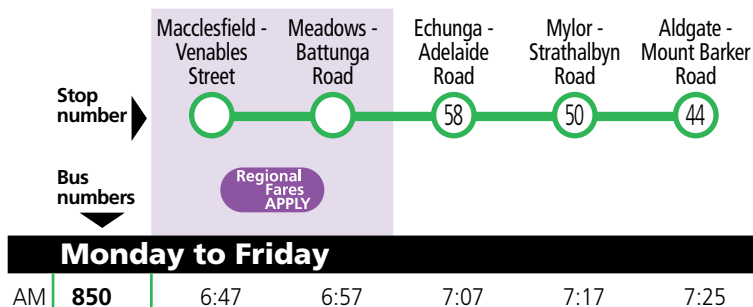 Macclesfield - Meadows - Echunga - Mylor - Aldgate -
Venables Battunga Adelaide Strathalbyn Mount Barker
Street Road Road Road Road
Stop
number
58 50 44
Regional
Fares
APPLY
Bus
numbers
Monday to Friday
AM 850 6:47 6:57 7:07 7:17 7:25